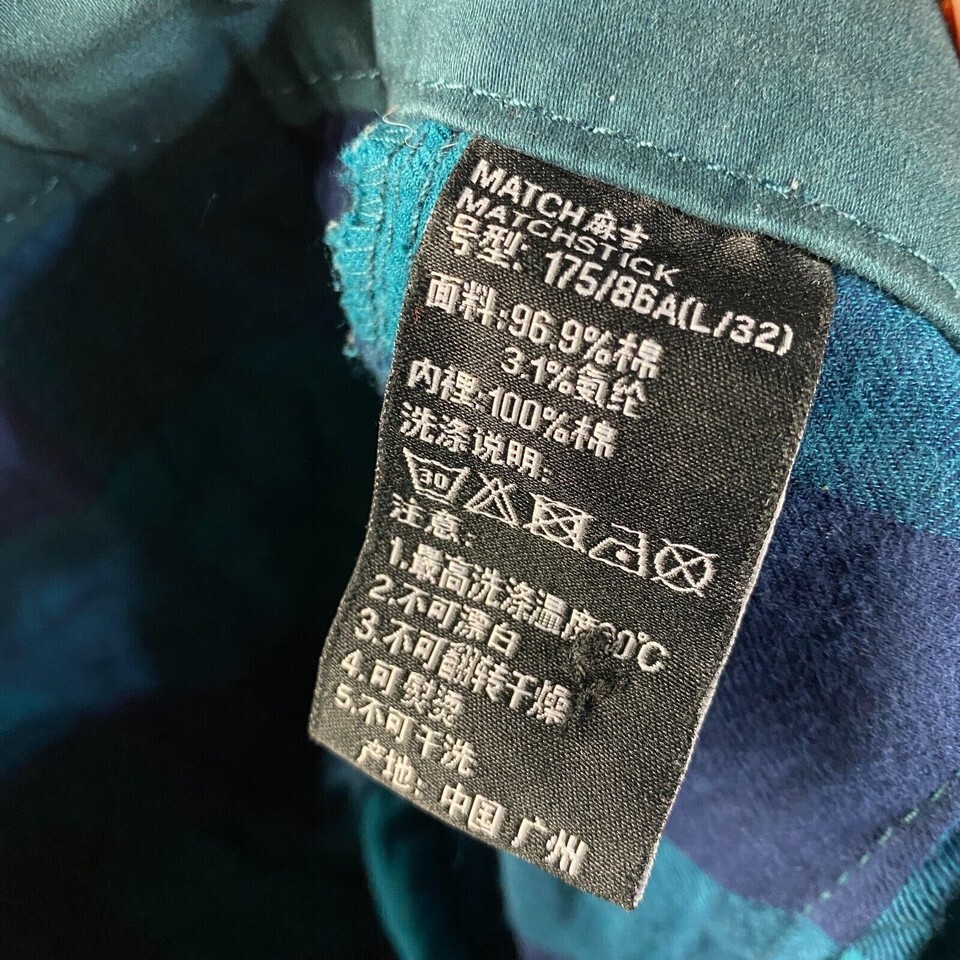 MATCH麻吉
MATCHSTICK
号型: 175/86A(L/32)
面料:96.9%棉
3.1%氨纶
内裡:100%棉
洗涤说明:
30
注意:
1.最高洗涤温度30℃
2.不可漂白
3.不可翻转干燥
4.可熨烫
5.不可干洗
产地: 中国 广州